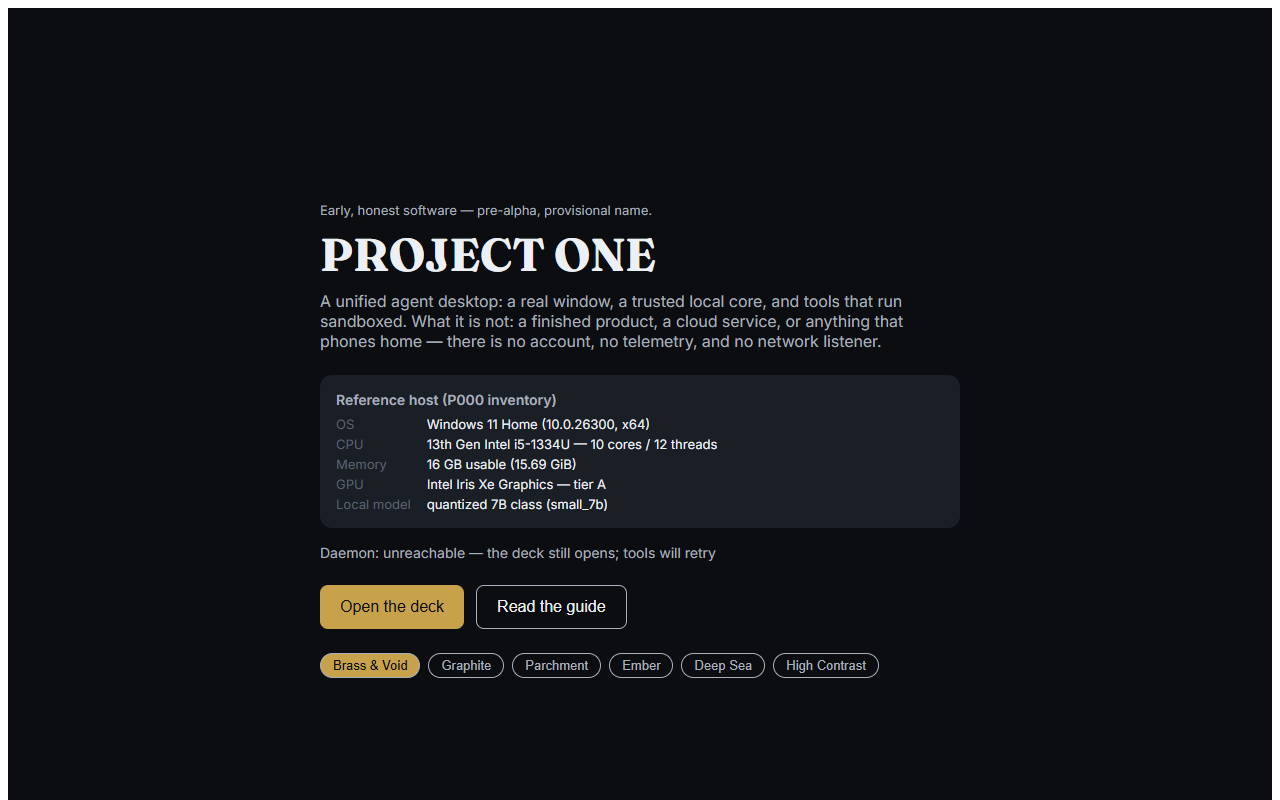 Early, honest software — pre-alpha, provisional name.
PROJECT ONE
A unified agent desktop: a real window, a trusted local core, and tools that run
sandboxed. What it is not: a finished product, a cloud service, or anything that
phones home — there is no account, no telemetry, and no network listener.
Reference host (P000 inventory)
OS Windows 11 Home (10.0.26300, x64)
CPU 13th Gen Intel i5-1334U — 10 cores / 12 threads
Memory 16 GB usable (15.69 GiB)
GPU Intel Iris Xe Graphics — tier A
Local model quantized 7B class (small_7b)
Daemon: unreachable — the deck still opens; tools will retry
Open the deck Read the guide
Brass & Void Graphite Parchment Ember Deep Sea High Contrast